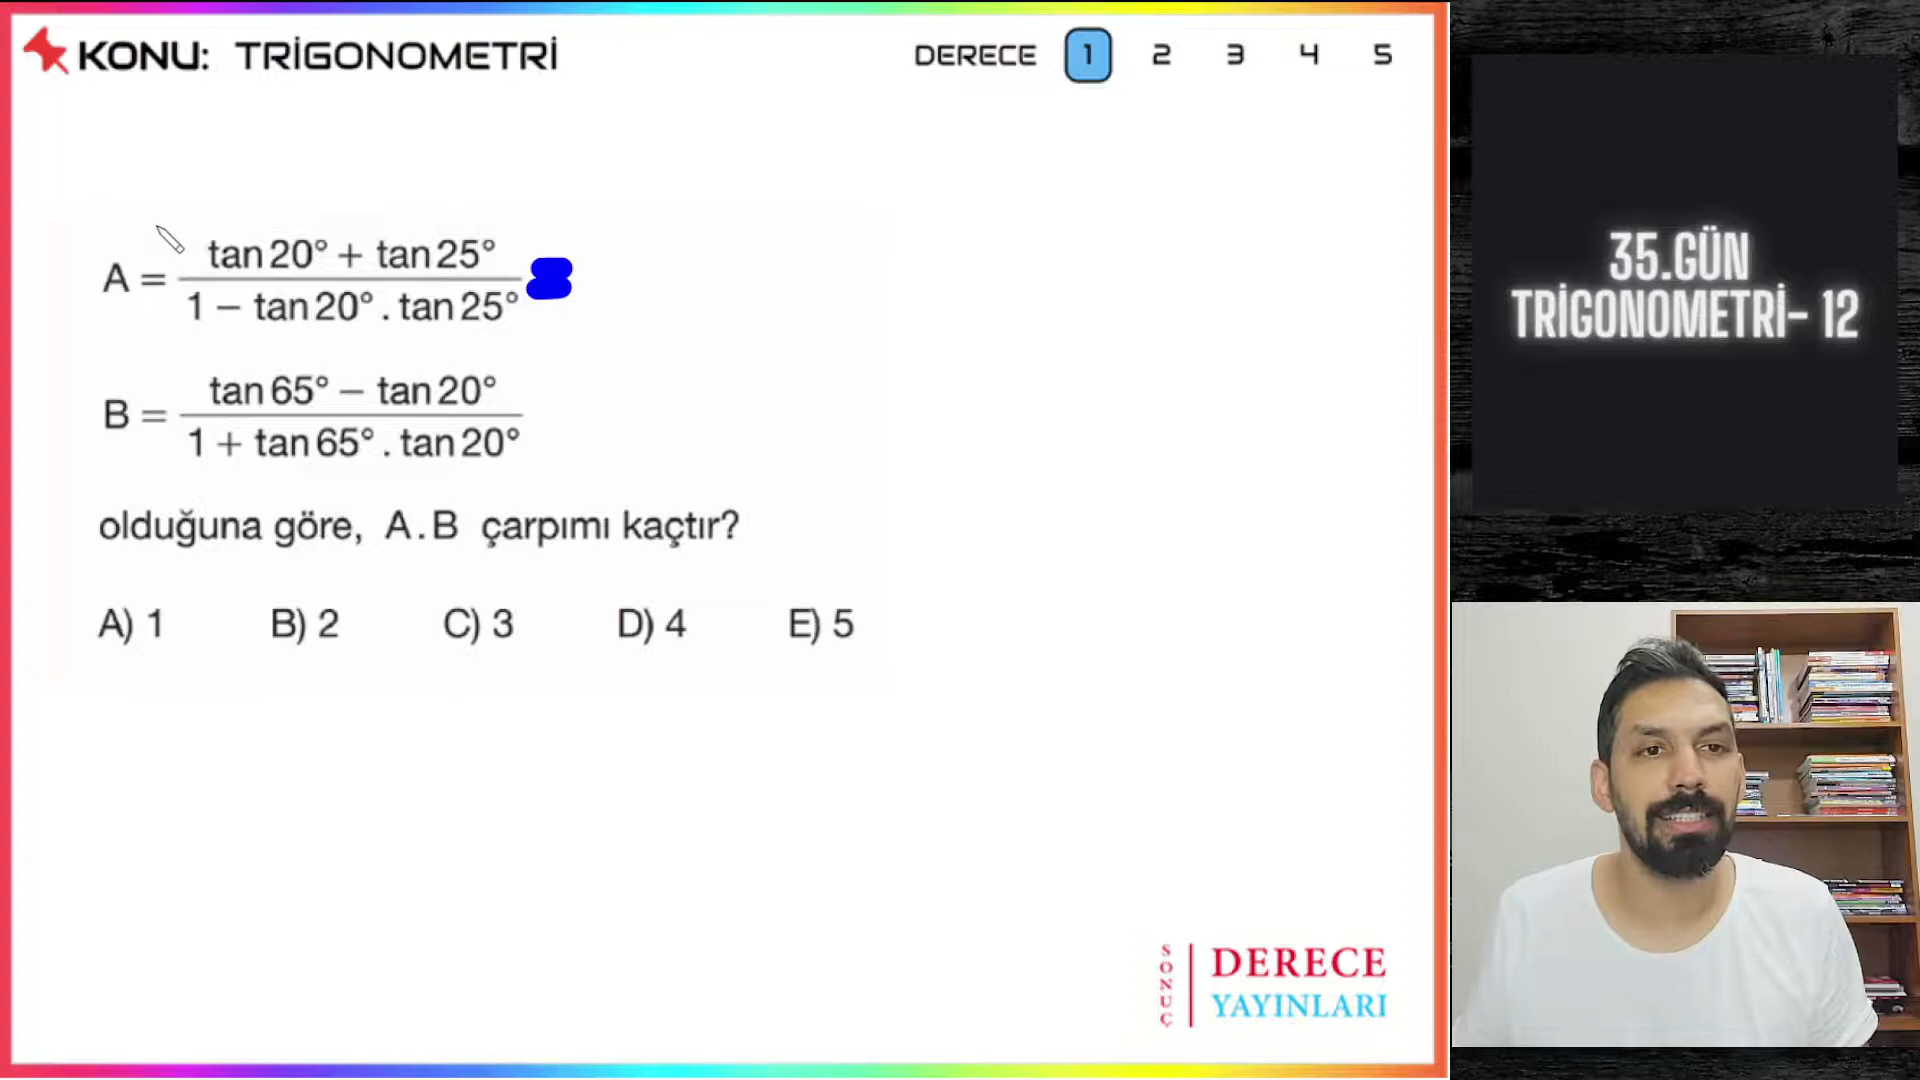 KONU: TRİGONOMETRİ
DERECE 1 2 3 4 5
A = tan 20° + tan 25° / 1 − tan 20° . tan 25°
B = tan 65° − tan 20° / 1 + tan 65° . tan 20°
olduğuna göre, A . B çarpımı kaçtır?
A) 1 B) 2 C) 3 D) 4 E) 5
SONUÇ
DERECE
YAYINLARI
35.GÜN
TRİGONOMETRİ- 12